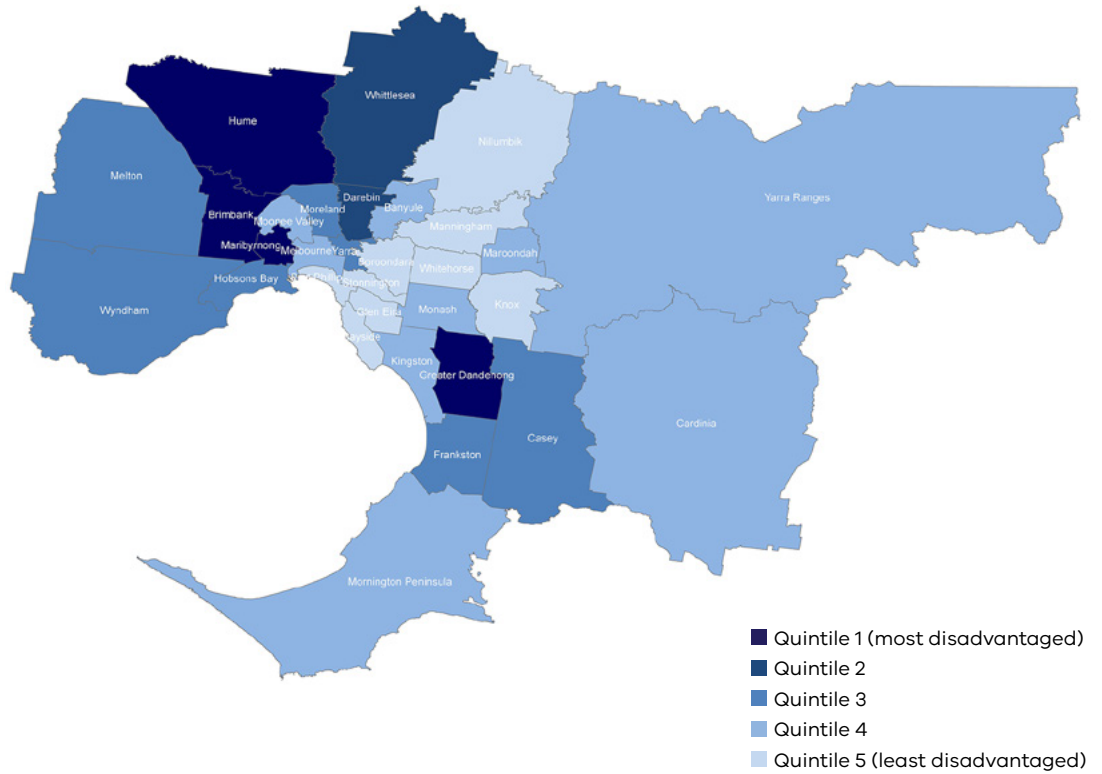 Whittlesea
Hume
Nillumbik
Melton
Yarra Ranges
Darebin
Banyule
Moreland
Brimbank
Moonee Valley
Manningham
Maribyrnong
Melbourne
Yarra
Maroondah
Boroondara
Whitehorse
Hobsons Bay
Stonnington
Knox
Wyndham
Monash
Glen Eira
Kingston
Greater Dandenong
Cardinia
Casey
Frankston
Mornington Peninsula
Quintile 1 (most disadvantaged)
Quintile 2
Quintile 3
Quintile 4
Quintile 5 (least disadvantaged)